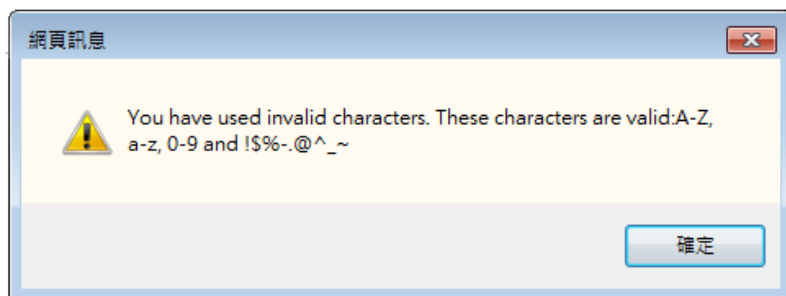 網頁訊息
You have used invalid characters. These characters are valid:A-Z,
a-z, 0-9 and !$%-.@^_~
確定